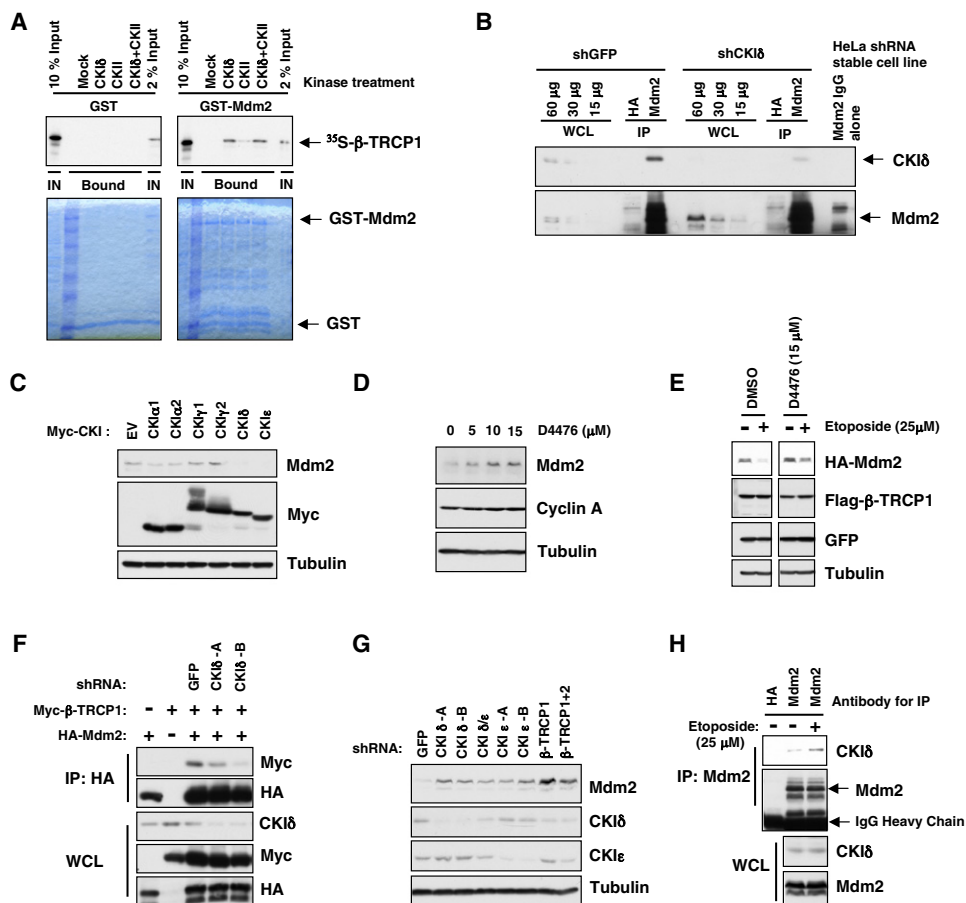 A
10 % Input
Mock
CKIδ
CKII
CKIδ+CKII
2 % Input
10 % Input
Mock
CKIδ
CKII
CKIδ+CKII
2 % Input
Kinase treatment
GST
GST-Mdm2
³⁵S-β-TRCP1
IN
Bound
IN
IN
Bound
IN
GST-Mdm2
GST
B
shGFP
shCKIδ
HeLa shRNA
stable cell line
60 µg
30 µg
15 µg
HA
Mdm2
60 µg
30 µg
15 µg
HA
Mdm2
Mdm2 IgG
alone
WCL
IP
WCL
IP
CKIδ
Mdm2
C
Myc-CKI :
EV
CKIα1
CKIα2
CKIγ1
CKIγ2
CKIδ
CKIε
Mdm2
Myc
Tubulin
D
0 5 10 15 D4476 (µM)
Mdm2
Cyclin A
Tubulin
E
DMSO
D4476 (15 µM)
- + - + Etoposide (25µM)
HA-Mdm2
Flag-β-TRCP1
GFP
Tubulin
F
shRNA:
GFP
CKIδ-A
CKIδ-B
Myc-β-TRCP1: - + + + +
HA-Mdm2: + - + + +
IP: HA
Myc
HA
WCL
CKIδ
Myc
HA
G
shRNA:
GFP
CKI δ-A
CKI δ-B
CKI δ/ε
CKI ε-A
CKI ε-B
β-TRCP1
β-TRCP1+2
Mdm2
CKIδ
CKIε
Tubulin
H
HA
Mdm2
Mdm2
Antibody for IP
Etoposide: - +
(25 µM)
IP: Mdm2
CKIδ
Mdm2
IgG Heavy Chain
WCL
CKIδ
Mdm2